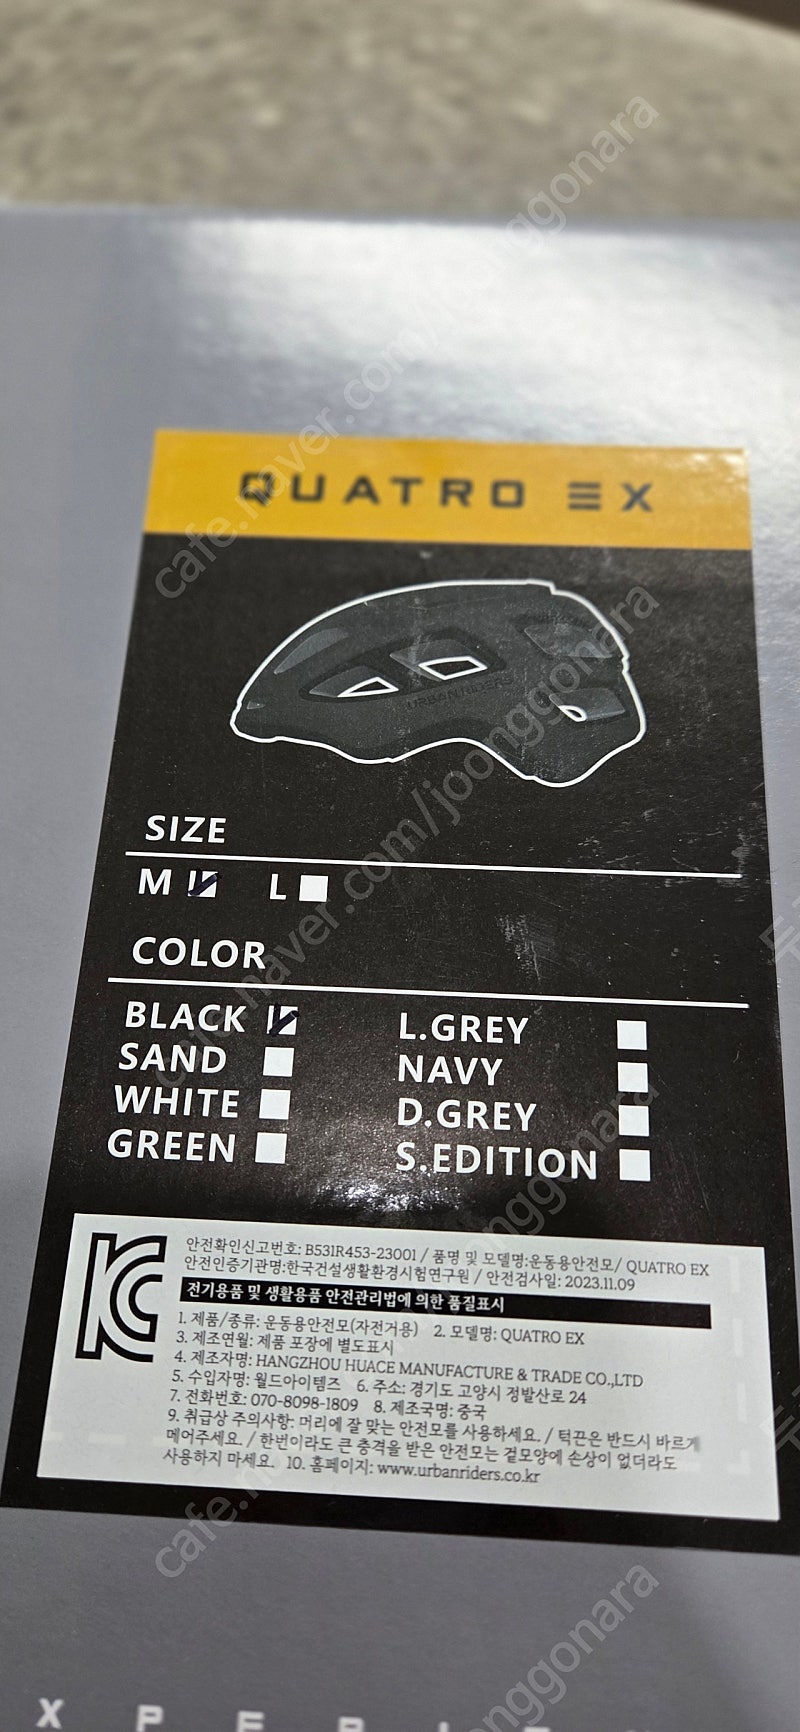 QUATRO EX
URBAN RIDERS
SIZE
M L
COLOR
BLACK L.GREY
SAND NAVY
WHITE D.GREY
GREEN S.EDITION
안전확인신고번호: B531R453-23001 / 품명 및 모델명:운동용안전모/ QUATRO EX
안전인증기관명:한국건설생활환경시험연구원 / 안전검사일: 2023.11.09
전기용품 및 생활용품 안전관리법에 의한 품질표시
1. 제품/종류: 운동용안전모(자전거용) 2. 모델명: QUATRO EX
3. 제조연월: 제품 포장에 별도표시
4. 제조자명: HANGZHOU HUACE MANUFACTURE & TRADE CO.,LTD
5. 수입자명: 월드아이템즈 6. 주소: 경기도 고양시 정발산로 24
7. 전화번호: 070-8098-1809 8. 제조국명: 중국
9. 취급상 주의사항: 머리에 잘 맞는 안전모를 사용하세요. / 턱끈은 반드시 바르게
메어주세요. / 한번이라도 큰 충격을 받은 안전모는 겉모양에 손상이 없더라도
사용하지 마세요. 10. 홈페이지: www.urbanriders.co.kr
X P E R I E
cafe.naver.com/joonggonara
cafe.naver.com/joonggonara
cafe.naver.com/joonggonara